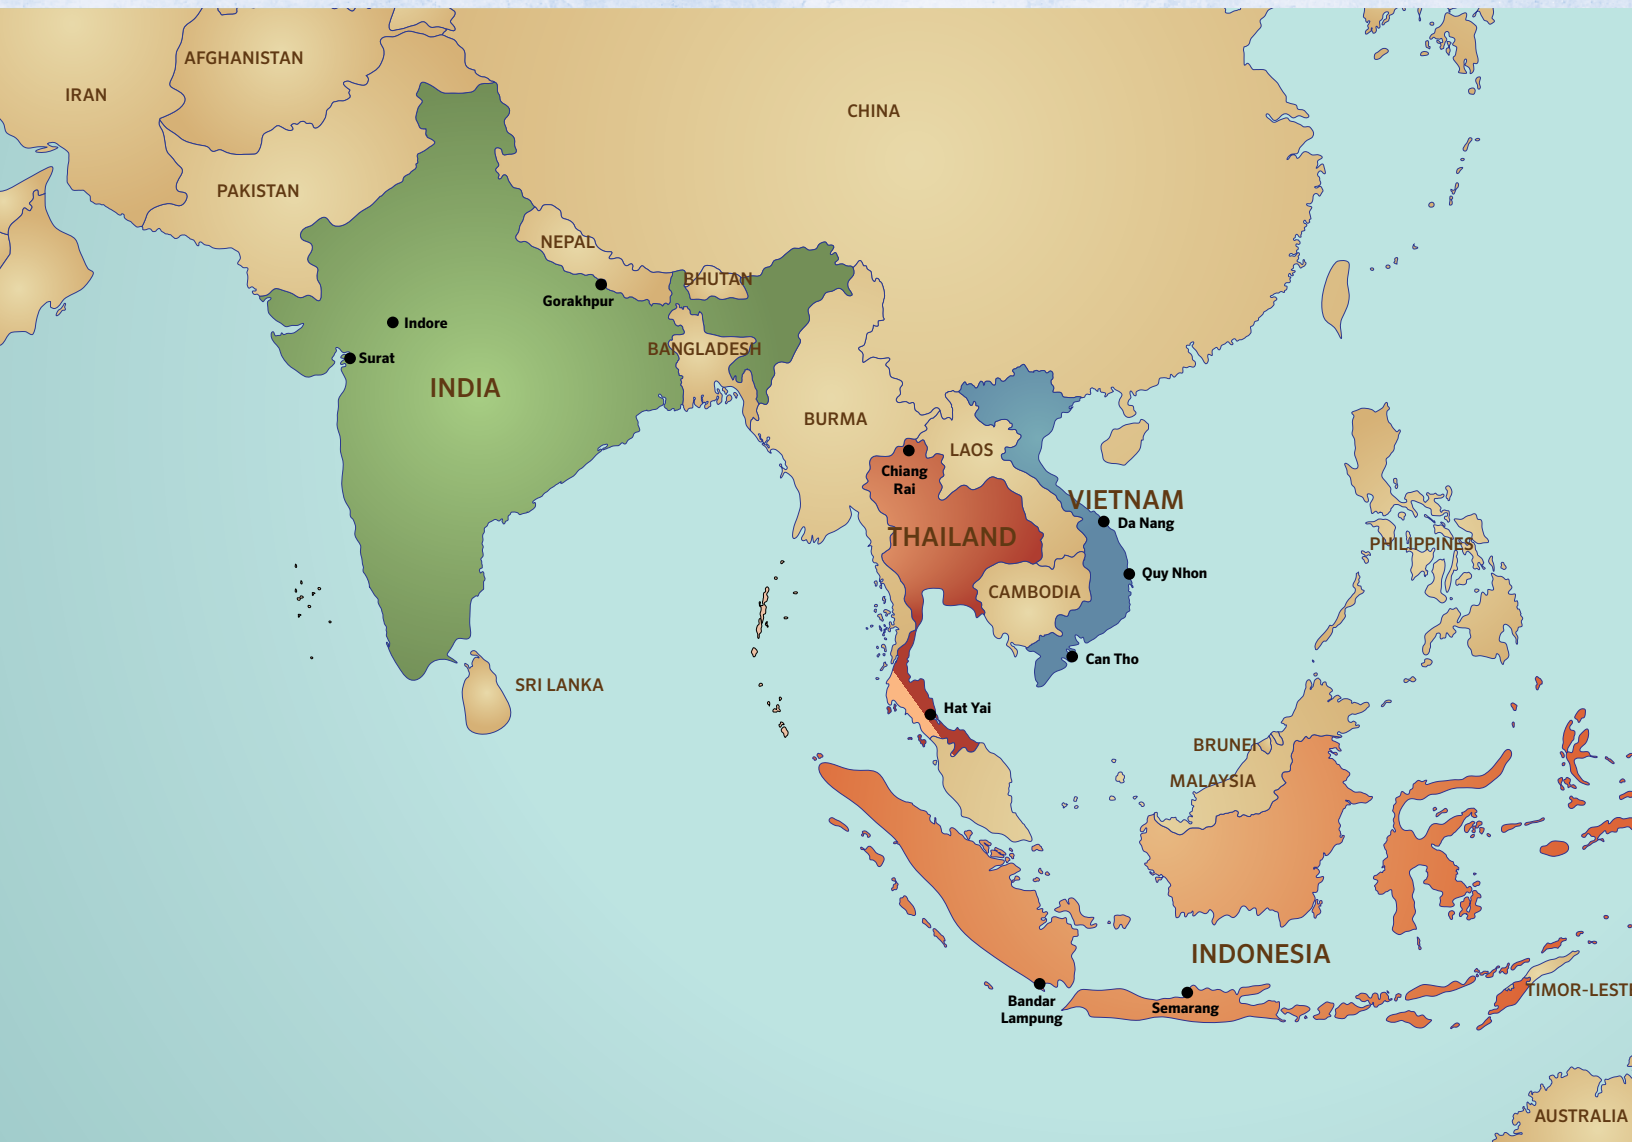 AFGHANISTAN
IRAN
CHINA
PAKISTAN
NEPAL
BHUTAN
Gorakhpur
Indore
BANGLADESH
Surat
INDIA
BURMA
LAOS
Chiang
Rai
VIETNAM
Da Nang
THAILAND
PHILIPPINES
Quy Nhon
CAMBODIA
Can Tho
SRI LANKA
Hat Yai
BRUNEI
MALAYSIA
INDONESIA
TIMOR-LESTE
Bandar
Lampung
Semarang
AUSTRALIA